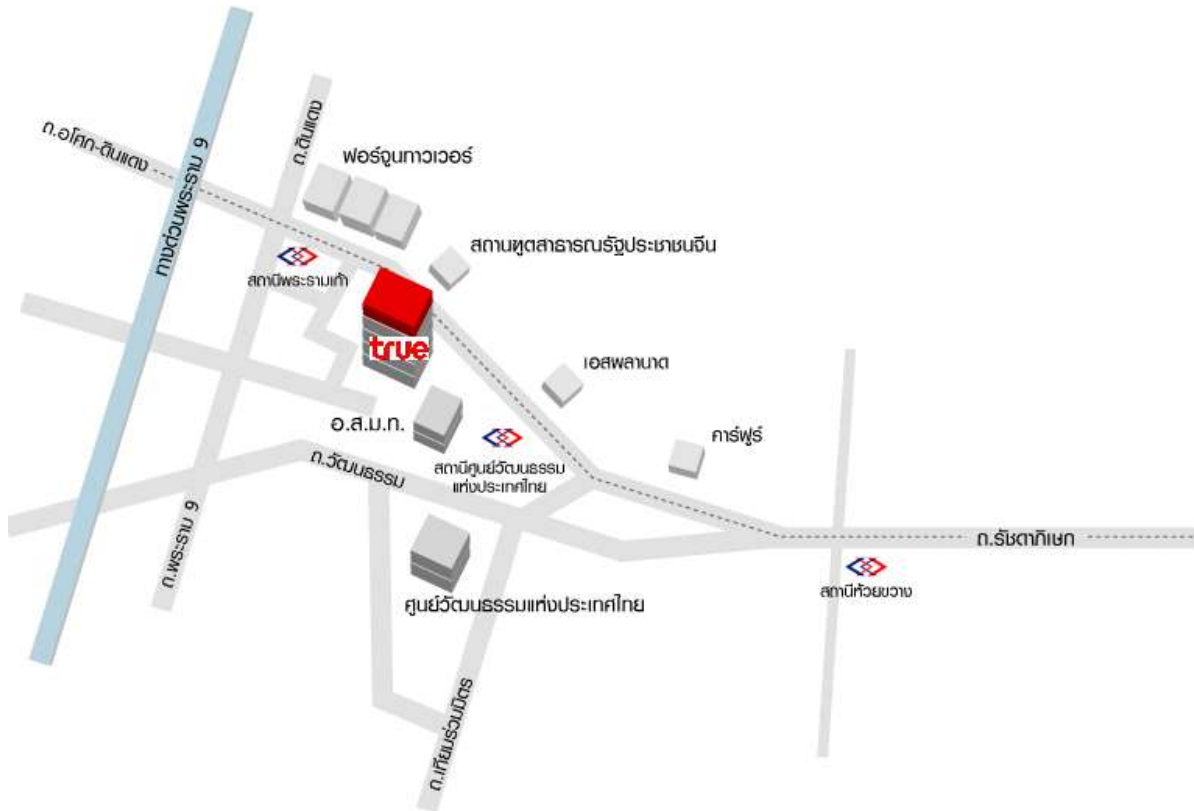 ถ.อโศก-ดินแดง
ทางด่วนพระราม 9
ถ.ดินแดง
ฟอร์จูนทาวเวอร์
สถานฑูตสาธารณรัฐประชาชนจีน
สถานีพระรามเก้า
true
เอสพลานาด
อ.ส.ม.ท.
คาร์ฟูร์
ถ.วัฒนธรรม
สถานีศูนย์วัฒนธรรม
แห่งประเทศไทย
ถ.พระราม 9
ถ.รัชดาภิเษก
สถานีห้วยขวาง
ศูนย์วัฒนธรรมแห่งประเทศไทย
ถ.เทียมร่วมมิตร